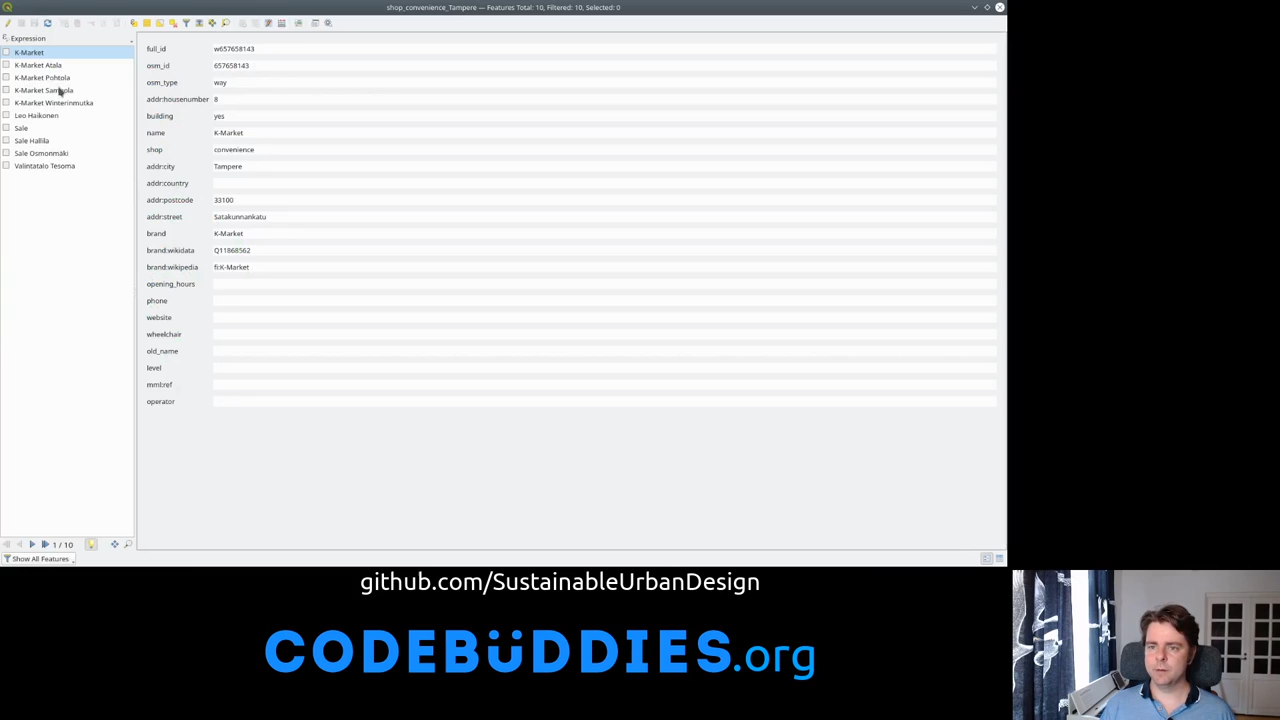 shop_convenience_Tampere — Features Total: 10, Filtered: 10, Selected: 0
Expression
K-Market
K-Market Atala
K-Market Pohtola
K-Market Sampola
K-Market Winterinmutka
Leo Haikonen
Sale
Sale Hallila
Sale Osmonmäki
Valintatalo Tesoma
full_id w657658143
osm_id 657658143
osm_type way
addr:housenumber 8
building yes
name K-Market
shop convenience
addr:city Tampere
addr:country
addr:postcode 33100
addr:street Satakunnankatu
brand K-Market
brand:wikidata Q11868562
brand:wikipedia fi:K-Market
opening_hours
phone
website
wheelchair
old_name
level
mml:ref
operator
1 / 10
Show All Features
github.com/SustainableUrbanDesign
CODEBÜDDIES.org